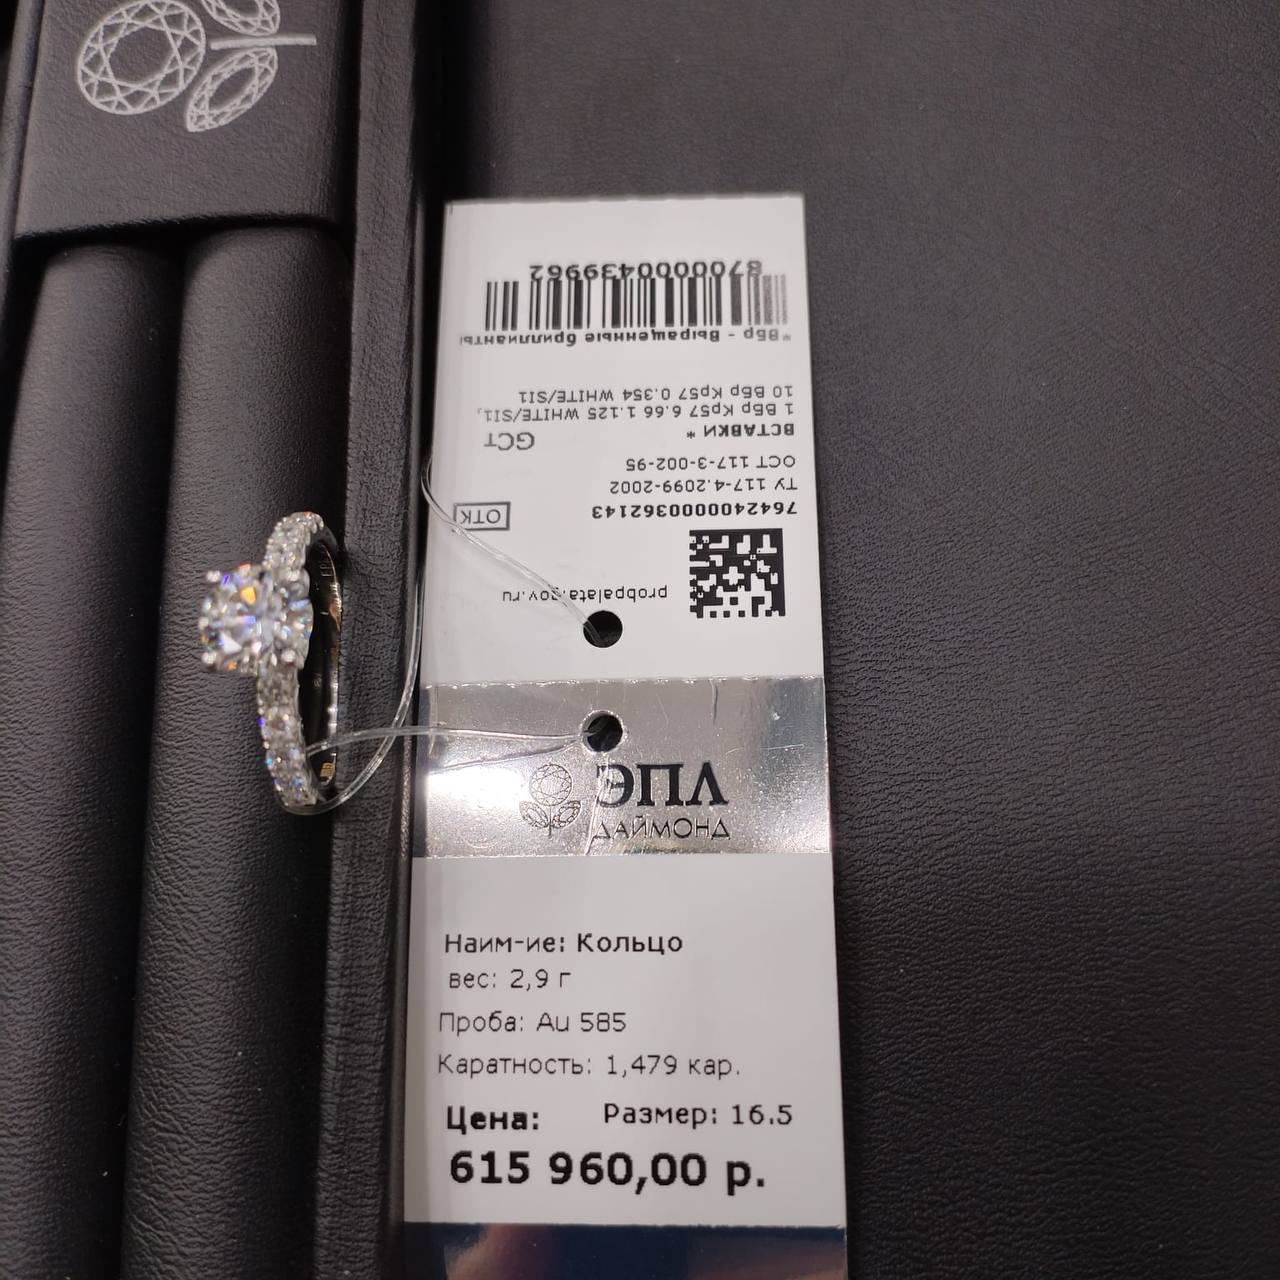 probpalata.gov.ru
7642400000362143
ОТК
ТУ 117-4.2099-2002
ОСТ 117-3-002-95
ВСТАВКИ *
GСт
1 ВБр Кр57 6.66 1.125 WHITE/SI1,
10 ВБр Кр57 0.354 WHITE/SI1
*ВБр - Выращенные бриллианты
8700000439962
ЭПЛ
ДАЙМОНД
Наим-ие: Кольцо
вес: 2,9 г
Проба: Au 585
Каратность: 1,479 кар.
Цена: Размер: 16.5
615 960,00 р.